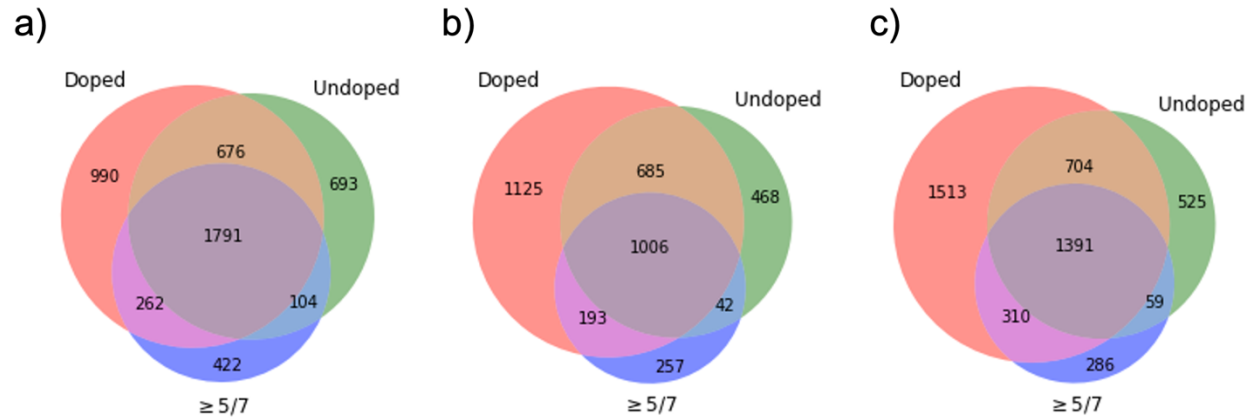 a)
Doped
Undoped
676
990
693
1791
262
104
422
≥ 5/7
b)
Doped
Undoped
685
1125
468
1006
193
42
257
≥ 5/7
c)
Doped
Undoped
704
1513
525
1391
310
59
286
≥ 5/7